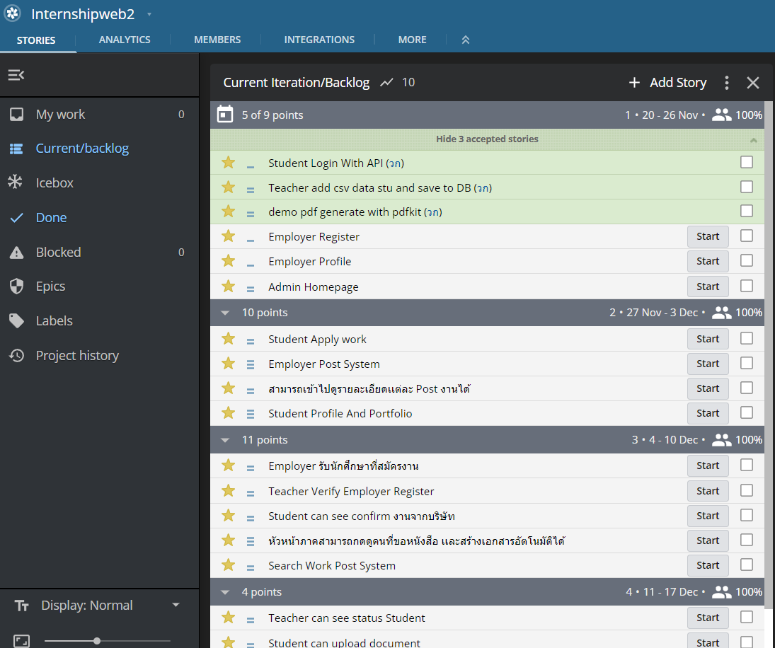 Internshipweb2
STORIES ANALYTICS MEMBERS INTEGRATIONS MORE
My work 0
Current/backlog
Icebox
Done
Blocked 0
Epics
Labels
Project history
Display: Normal
Current Iteration/Backlog 10 + Add Story
5 of 9 points 1 • 20 - 26 Nov • 100%
Hide 3 accepted stories
Student Login With API (วก)
Teacher add csv data stu and save to DB (วก)
demo pdf generate with pdfkit (วก)
Employer Register Start
Employer Profile Start
Admin Homepage Start
10 points 2 • 27 Nov - 3 Dec • 100%
Student Apply work Start
Employer Post System Start
สามารถเข้าไปดูรายละเอียดแต่ละ Post งานได้ Start
Student Profile And Portfolio Start
11 points 3 • 4 - 10 Dec • 100%
Employer รับนักศึกษาที่สมัครงาน Start
Teacher Verify Employer Register Start
Student can see confirm งานจากบริษัท Start
หัวหน้าภาคสามารถกดดูคนที่ขอหนังสือ และสร้างเอกสารอัตโนมัติได้ Start
Search Work Post System Start
4 points 4 • 11 - 17 Dec • 100%
Teacher can see status Student Start
Student can upload document Start